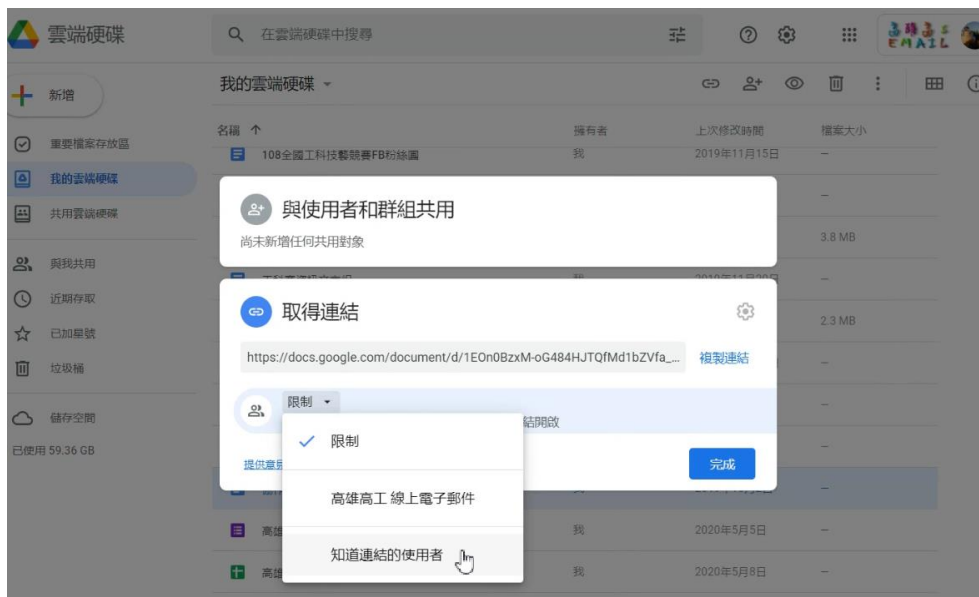 雲端硬碟
在雲端硬碟中搜尋
EMAIL
新增
我的雲端硬碟
重要檔案存放區
我的雲端硬碟
共用雲端硬碟
與我共用
近期存取
已加星號
垃圾桶
儲存空間
已使用 59.36 GB
名稱 擁有者 上次修改時間 檔案大小
108全國工科技藝競賽FB粉絲團 我 2019年11月15日 –
–
3.8 MB
–
2.3 MB
–
–
–
與使用者和群組共用
尚未新增任何共用對象
取得連結
https://docs.google.com/document/d/1EOn0BzxM-oG484HJTQfMd1bZVfa_...
複製連結
限制
結開啟
限制
高雄高工 線上電子郵件
知道連結的使用者
提供意見
完成
高雄 我 2020年5月5日 –
高雄 我 2020年5月8日 –